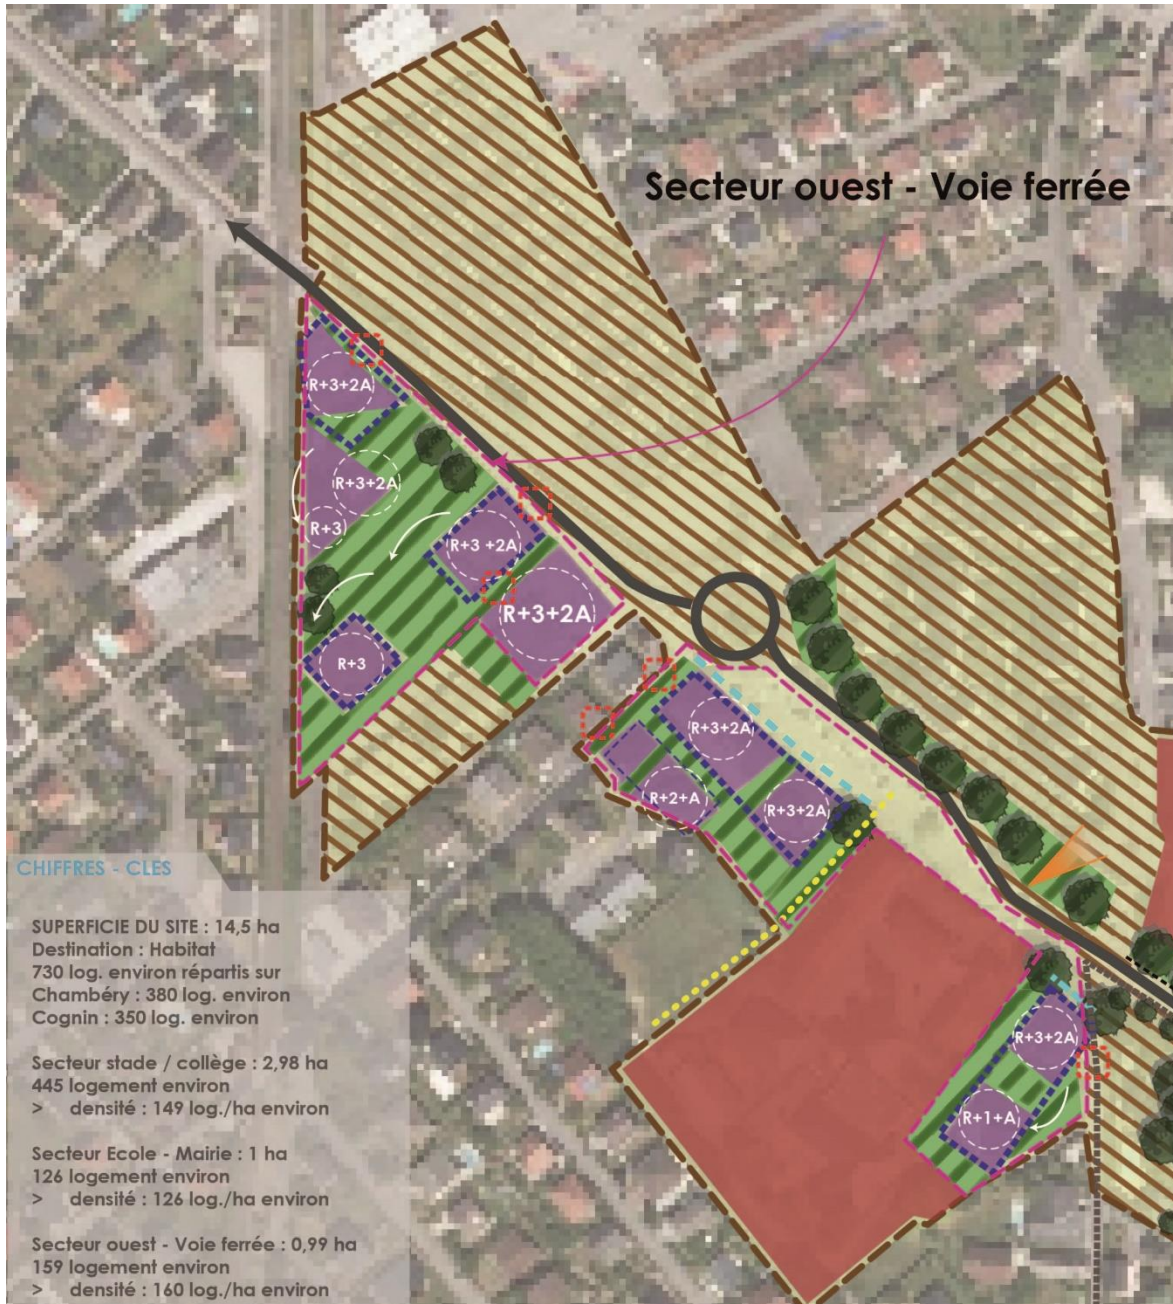 Secteur ouest - Voie ferrée
R+3+2A
R+3+2A
R+3
R+3 +2A
R+3+2A
R+3
R+3+2A
R+2+A
R+3+2A
R+3+2A
R+1+A
CHIFFRES - CLES
SUPERFICIE DU SITE : 14,5 ha
Destination : Habitat
730 log. environ répartis sur
Chambéry : 380 log. environ
Cognin : 350 log. environ
Secteur stade / collège : 2,98 ha
445 logement environ
> densité : 149 log./ha environ
Secteur Ecole - Mairie : 1 ha
126 logement environ
> densité : 126 log./ha environ
Secteur ouest - Voie ferrée : 0,99 ha
159 logement environ
> densité : 160 log./ha environ